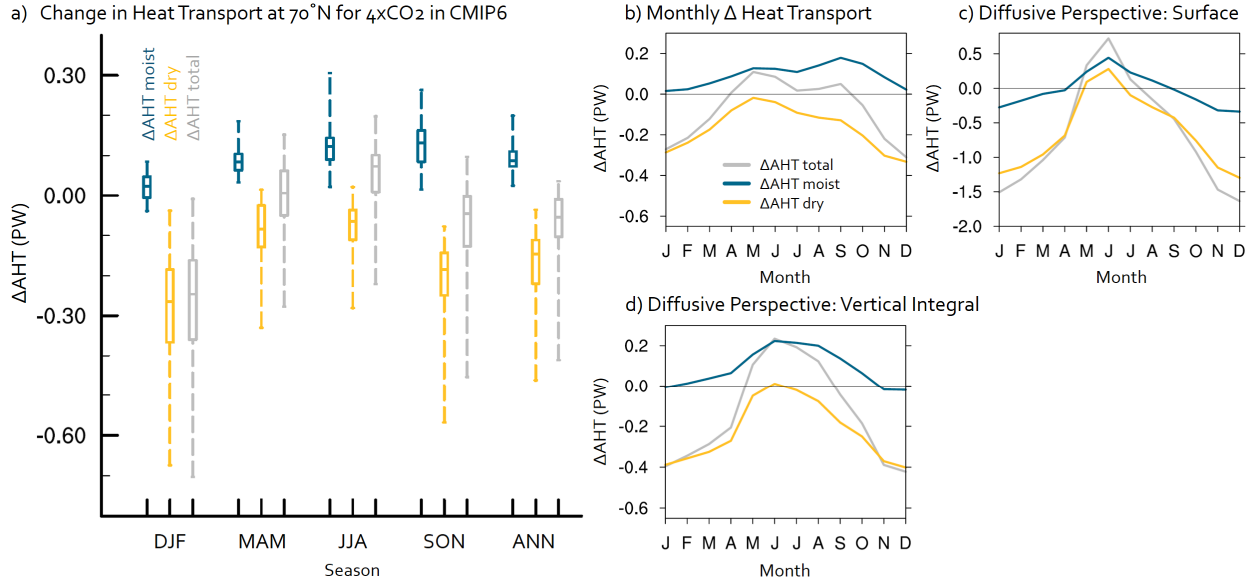 a) Change in Heat Transport at 70°N for 4xCO2 in CMIP6
ΔAHT (PW)
0.30
0.00
-0.30
-0.60
ΔAHT moist
ΔAHT dry
ΔAHT total
DJF MAM JJA SON ANN
Season
b) Monthly Δ Heat Transport
ΔAHT (PW)
0.2
0.0
-0.2
-0.4
-0.6
ΔAHT total
ΔAHT moist
ΔAHT dry
J F M A M J J A S O N D
Month
c) Diffusive Perspective: Surface
ΔAHT (PW)
0.5
0.0
-0.5
-1.0
-1.5
-2.0
J F M A M J J A S O N D
Month
d) Diffusive Perspective: Vertical Integral
ΔAHT (PW)
0.2
0.0
-0.2
-0.4
-0.6
J F M A M J J A S O N D
Month